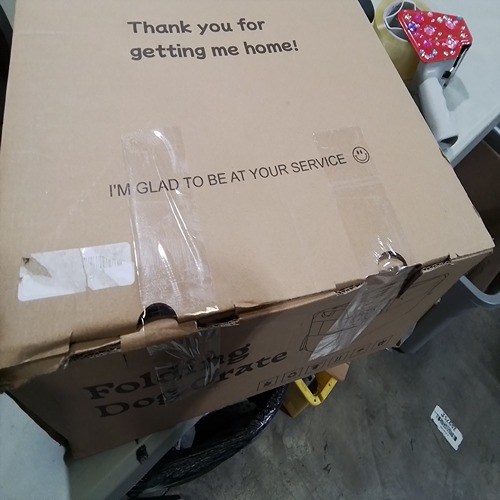 Thank you for
getting me home!
I'M GLAD TO BE AT YOUR SERVICE
Folding
Dog Crate